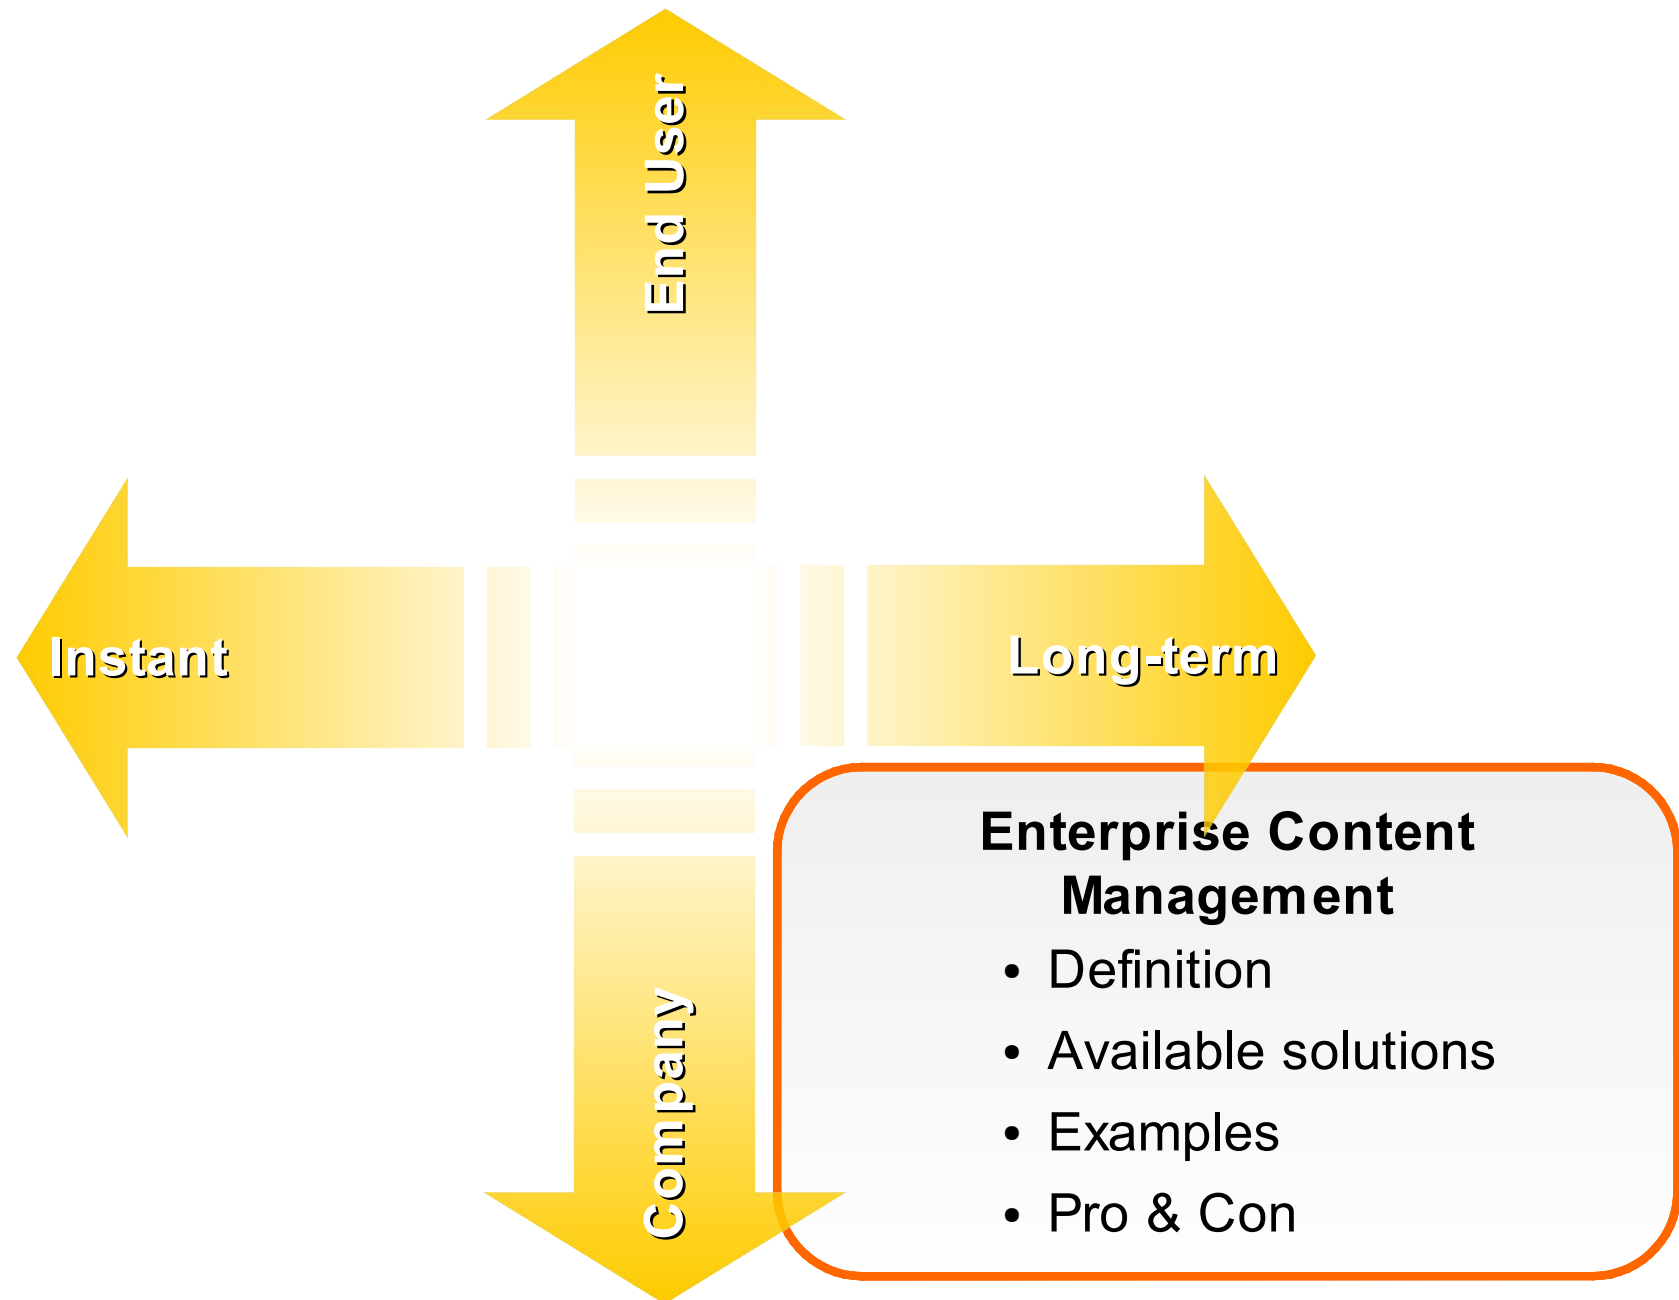 End User
Instant
Long-term
Enterprise Content
Management
• Definition
• Available solutions
• Examples
• Pro & Con
Company